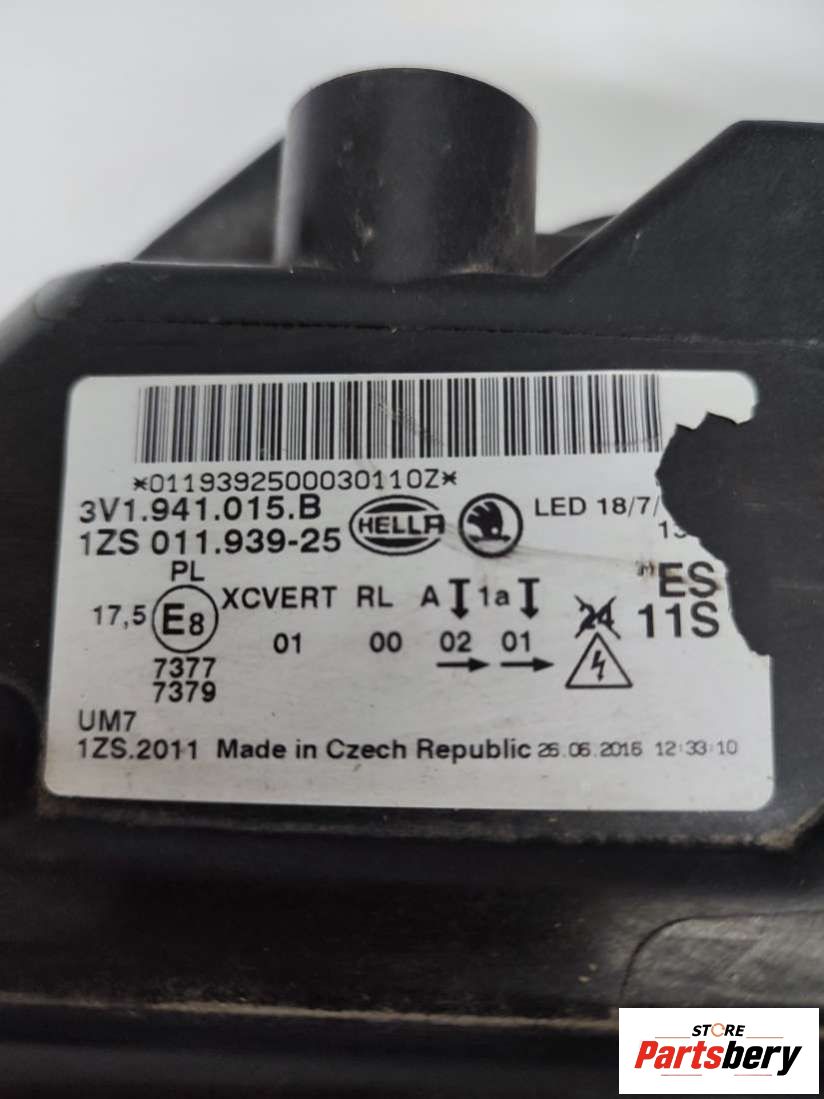 *0119392500030110Z*
3V1.941.015.B
1ZS 011.939-25
HELLA
LED 18/7/
PL
17,5 E8 XCVERT RL A 1a
24 11S
ES
01 00 02 01
7377
7379
UM7
1ZS.2011 Made in Czech Republic 26.06.2016 12:33:10
STORE
Partsbery